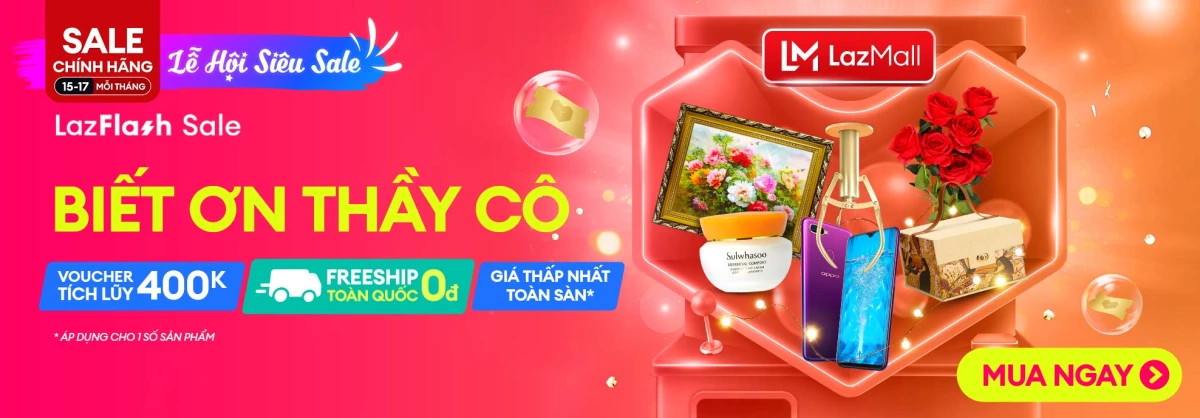 SALE
CHÍNH HÃNG
15-17 MỖI THÁNG
Lễ Hội Siêu Sale
LazFlash Sale
BIẾT ƠN THẦY CÔ
VOUCHER
TÍCH LŨY 400K
FREESHIP
TOÀN QUỐC 0đ
GIÁ THẤP NHẤT
TOÀN SÀN*
* ÁP DỤNG CHO 1 SỐ SẢN PHẨM
LM LazMall
Sulwhasoo
oppo
MUA NGAY